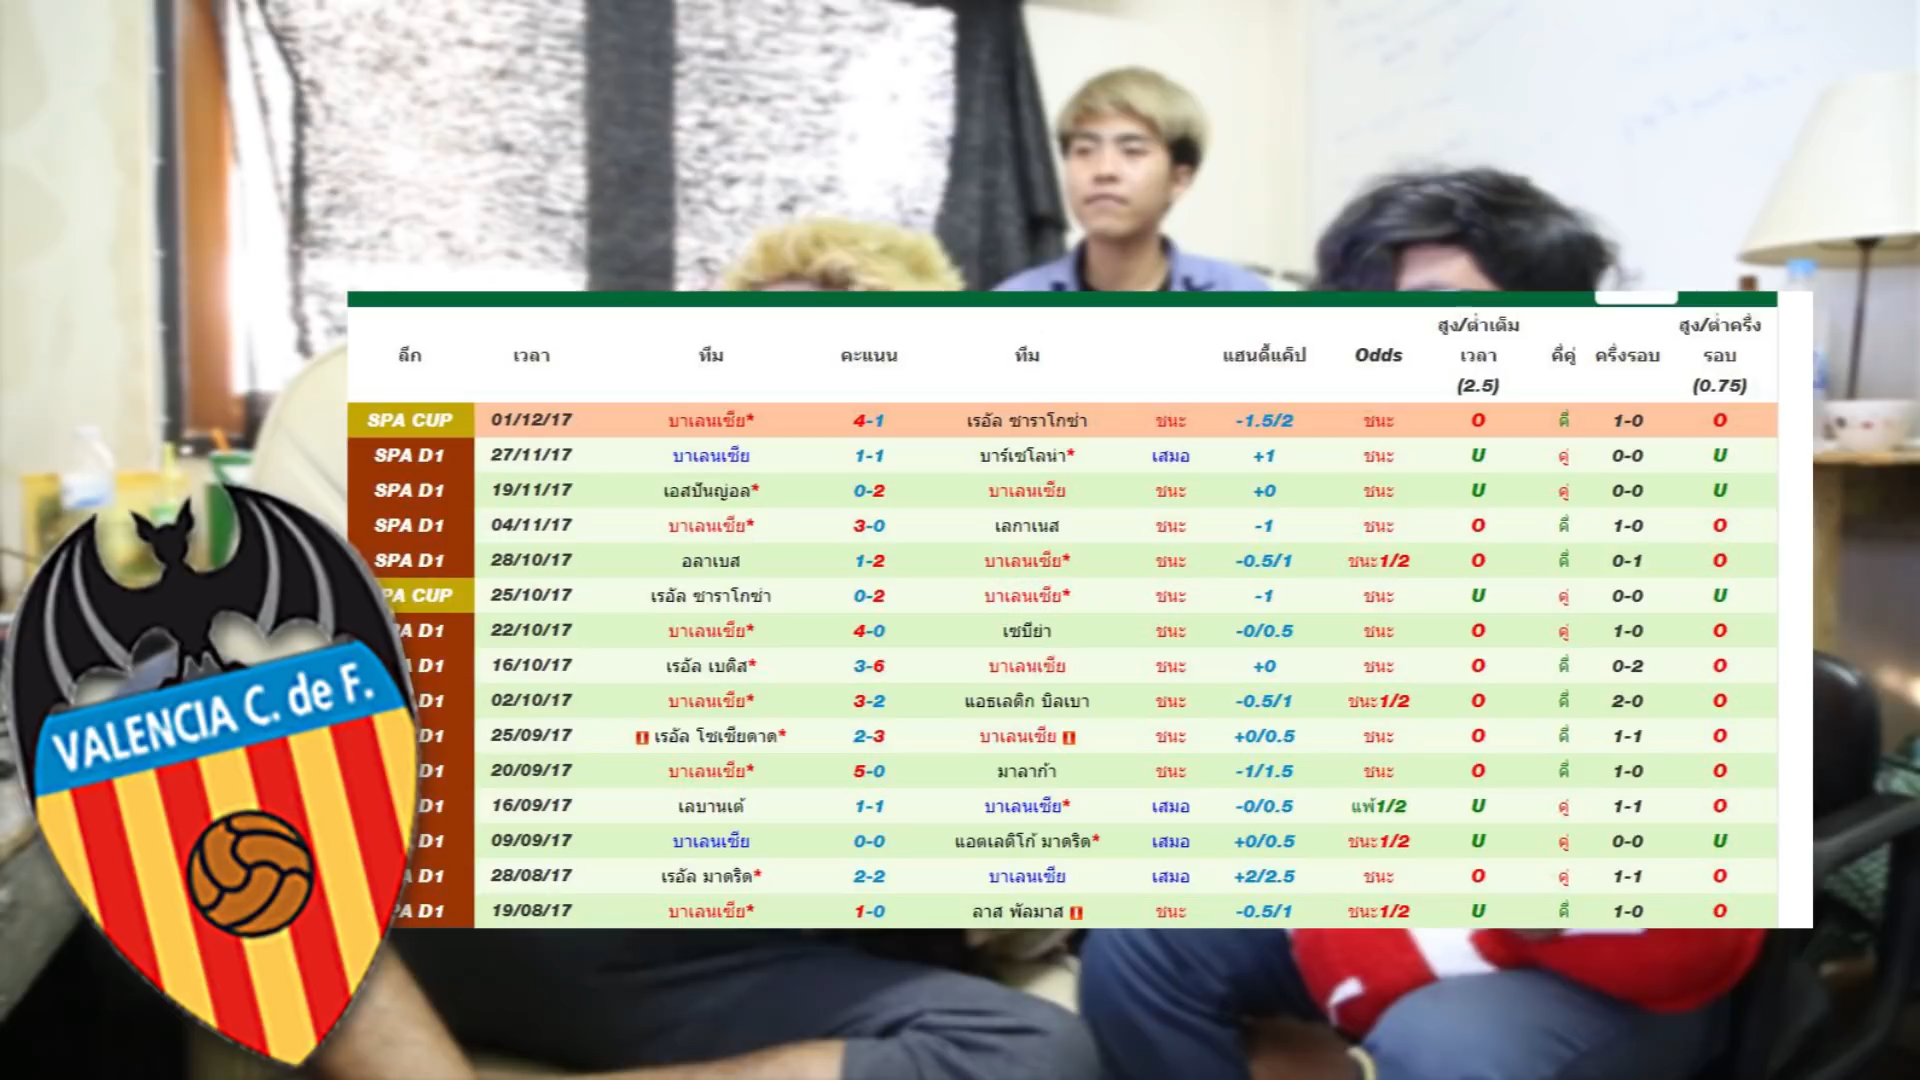 สูง/ต่ำเต็ม สูง/ต่ำครึ่ง
ลีก เวลา ทีม คะแนน ทีม แฮนดี้แค็ป Odds เวลา คี่คู่ ครึ่งรอบ รอบ
(2.5) (0.75)
SPA CUP 01/12/17 บาเลนเซีย* 4-1 เรอัล ซาราโกซ่า ชนะ -1.5/2 ชนะ O คี่ 1-0 O
SPA D1 27/11/17 บาเลนเซีย 1-1 บาร์เซโลน่า* เสมอ +1 ชนะ U คู่ 0-0 U
SPA D1 19/11/17 เอสปันญ่อล* 0-2 บาเลนเซีย ชนะ +0 ชนะ U คู่ 0-0 U
SPA D1 04/11/17 บาเลนเซีย* 3-0 เลกาเนส ชนะ -1 ชนะ O คี่ 1-0 O
SPA D1 28/10/17 อลาเบส 1-2 บาเลนเซีย* ชนะ -0.5/1 ชนะ1/2 O คี่ 0-1 O
PA CUP 25/10/17 เรอัล ซาราโกซ่า 0-2 บาเลนเซีย* ชนะ -1 ชนะ U คู่ 0-0 U
A D1 22/10/17 บาเลนเซีย* 4-0 เซบีย่า ชนะ -0/0.5 ชนะ O คู่ 1-0 O
D1 16/10/17 เรอัล เบติส* 3-6 บาเลนเซีย ชนะ +0 ชนะ O คี่ 0-2 O
D1 02/10/17 บาเลนเซีย* 3-2 แอธเลติก บิลเบา ชนะ -0.5/1 ชนะ1/2 O คี่ 2-0 O
D1 25/09/17 เรอัล โซเซียดาด* 2-3 บาเลนเซีย ชนะ +0/0.5 ชนะ O คี่ 1-1 O
D1 20/09/17 บาเลนเซีย* 5-0 มาลาก้า ชนะ -1/1.5 ชนะ O คี่ 1-0 O
D1 16/09/17 เลบานเต้ 1-1 บาเลนเซีย* เสมอ -0/0.5 แพ้1/2 U คู่ 1-1 O
D1 09/09/17 บาเลนเซีย 0-0 แอตเลติโก้ มาดริด* เสมอ +0/0.5 ชนะ1/2 U คู่ 0-0 U
A D1 28/08/17 เรอัล มาดริด* 2-2 บาเลนเซีย เสมอ +2/2.5 ชนะ O คู่ 1-1 O
PA D1 19/08/17 บาเลนเซีย* 1-0 ลาส พัลมาส ชนะ -0.5/1 ชนะ1/2 U คี่ 1-0 O
VALENCIA C. de F.